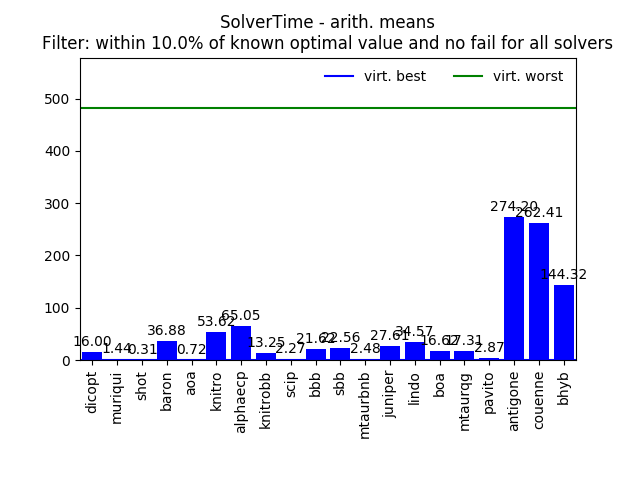 SolverTime - arith. means
Filter: within 10.0% of known optimal value and no fail for all solvers
virt. best
virt. worst
500
400
300
200
100
0
16.00
1.44
0.31
36.88
0.72
53.62
65.05
13.25
2.27
21.62
22.56
2.48
27.61
34.57
16.62
17.31
2.87
274.20
262.41
144.32
dicopt
muriqui
shot
baron
aoa
knitro
alphaecp
knitrobb
scip
bbb
sbb
mtaurbnb
juniper
lindo
boa
mtaurqg
pavito
antigone
couenne
bhyb